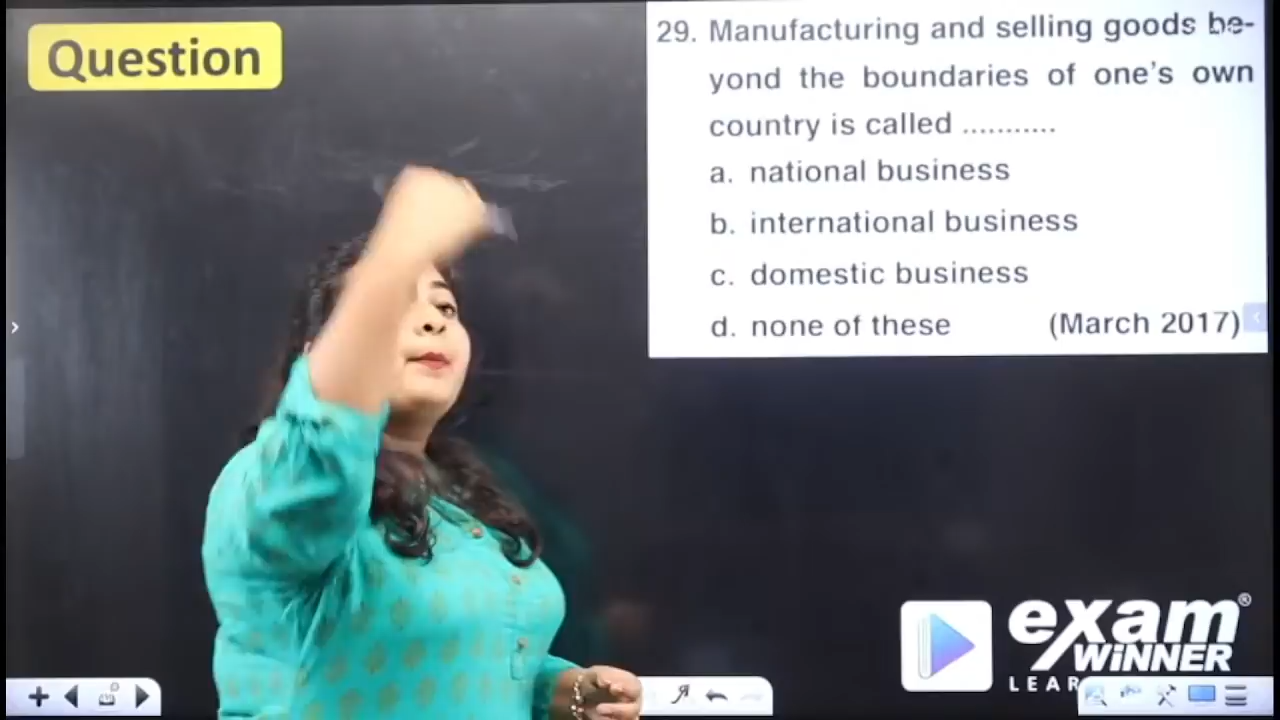 Question
29. Manufacturing and selling goods be-
yond the boundaries of one's own
country is called ...........
a. national business
b. international business
c. domestic business
d. none of these (March 2017)
exam
WiNNER
LEAR